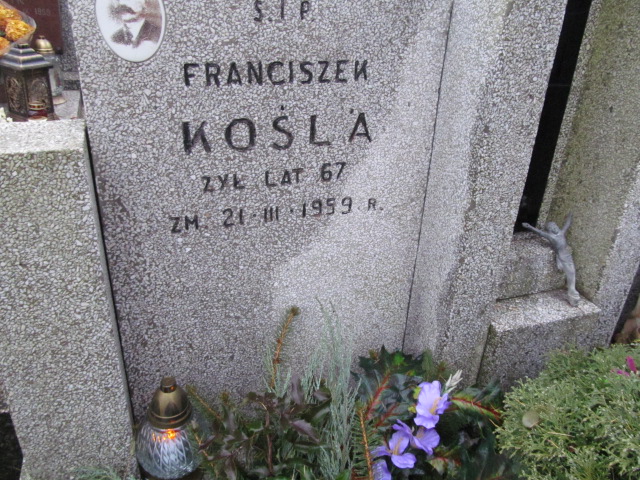 Ś. I P.
FRANCISZEK
KOŚLA
ŻYŁ LAT 67
ZM. 21·III·1959 R.